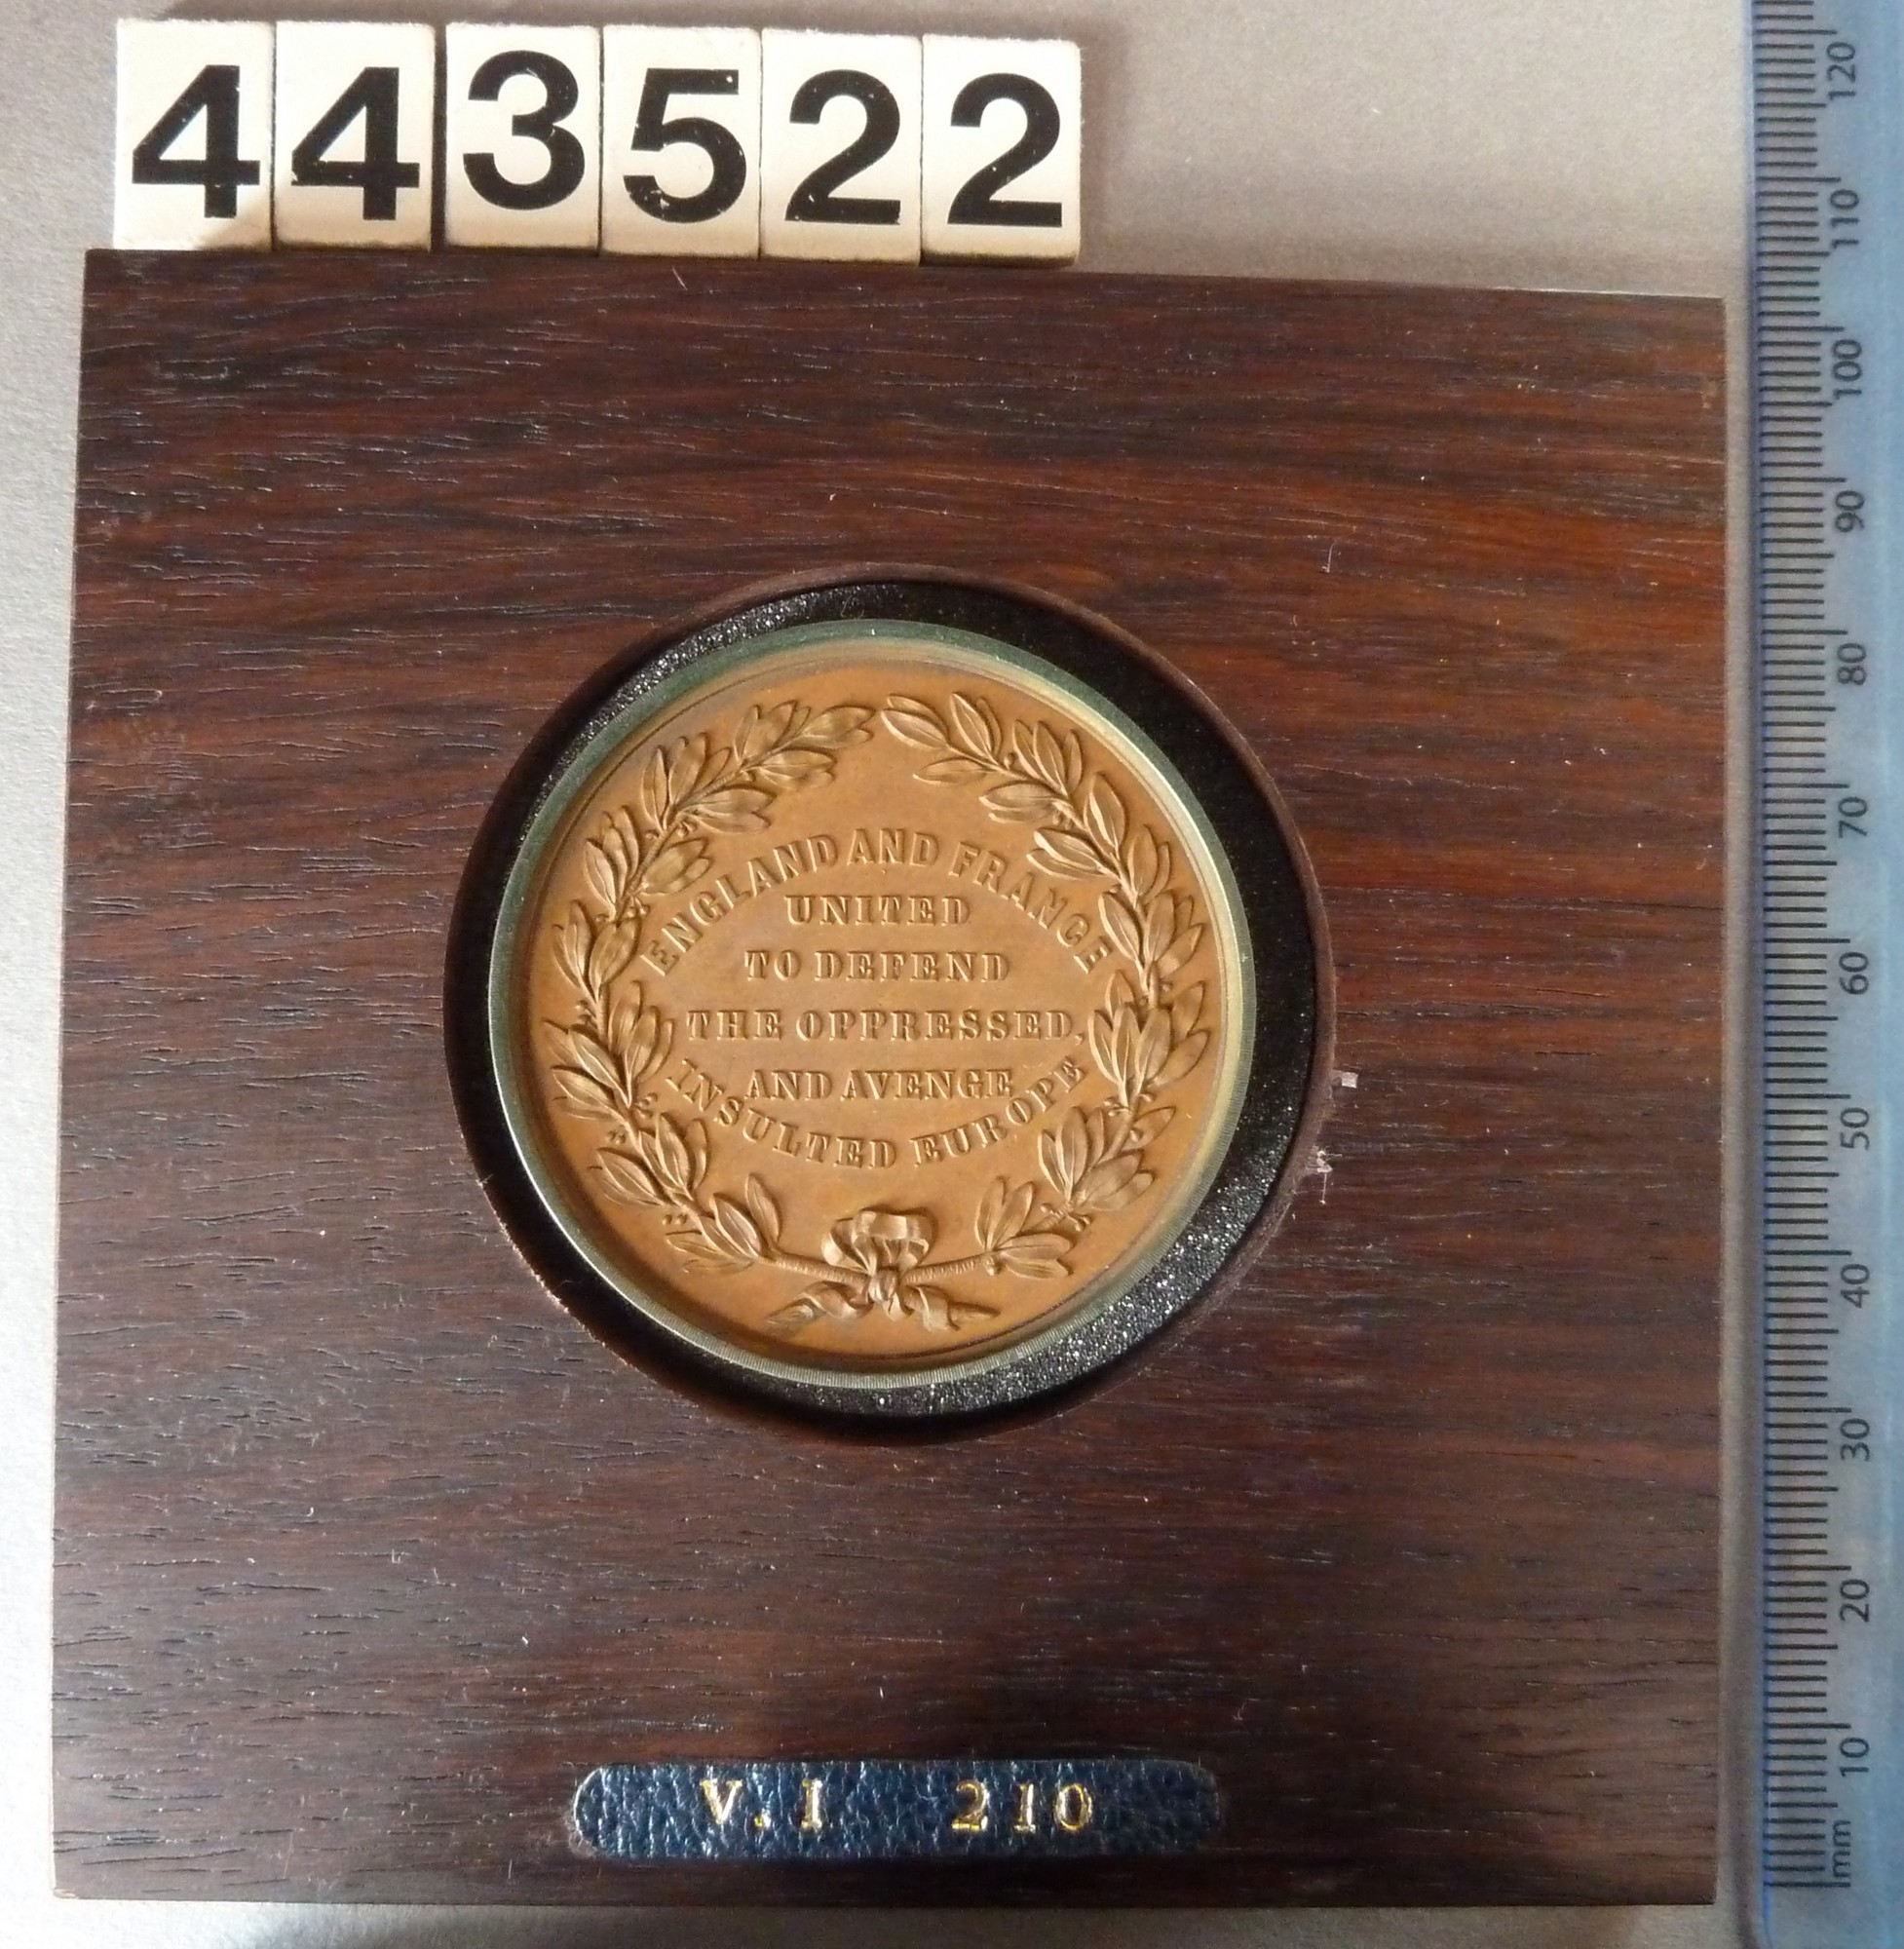 443522
ENGLAND AND FRANCE
UNITED
TO DEFEND
THE OPPRESSED,
AND AVENGE
INSULTED EUROPE
V. I 210
120
110
100
90
80
70
60
50
40
30
20
10
mm